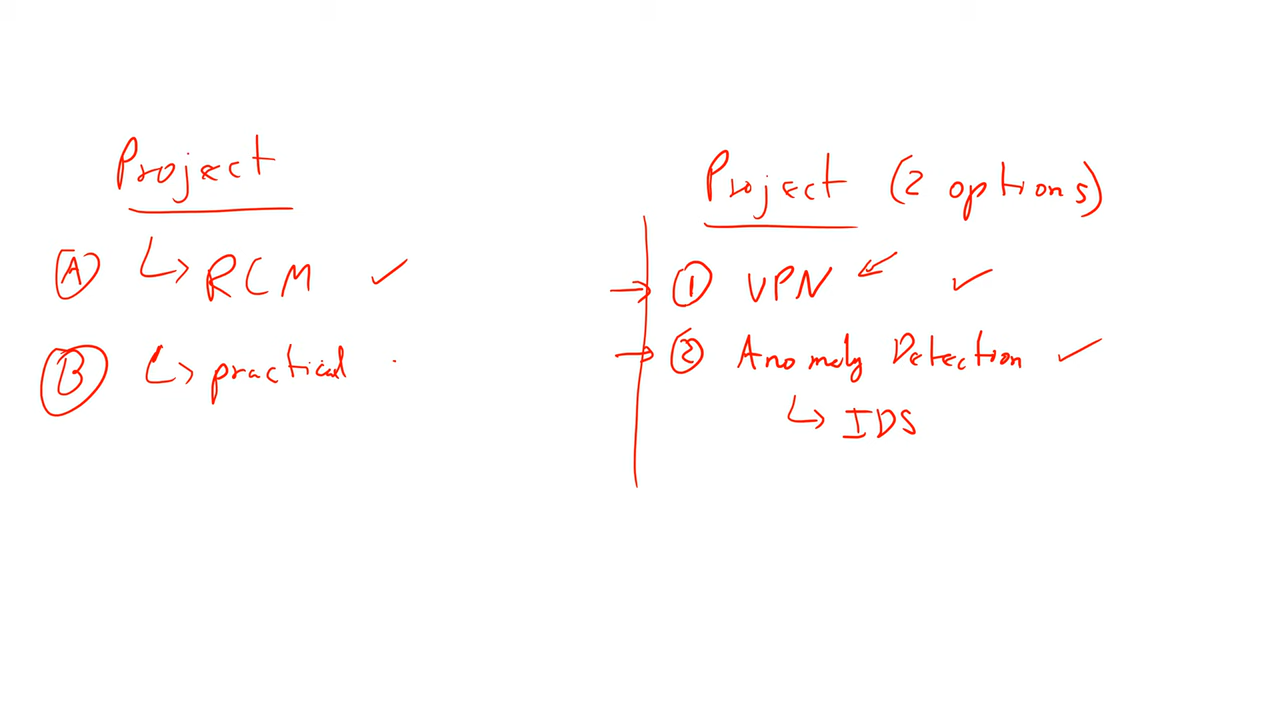 Project
A ↳ RCM ✓
B ↳ practical
Project (2 options)
→ 1 VPN ↙ ✓
→ 2 Anomaly Detection ✓
↳ IDS